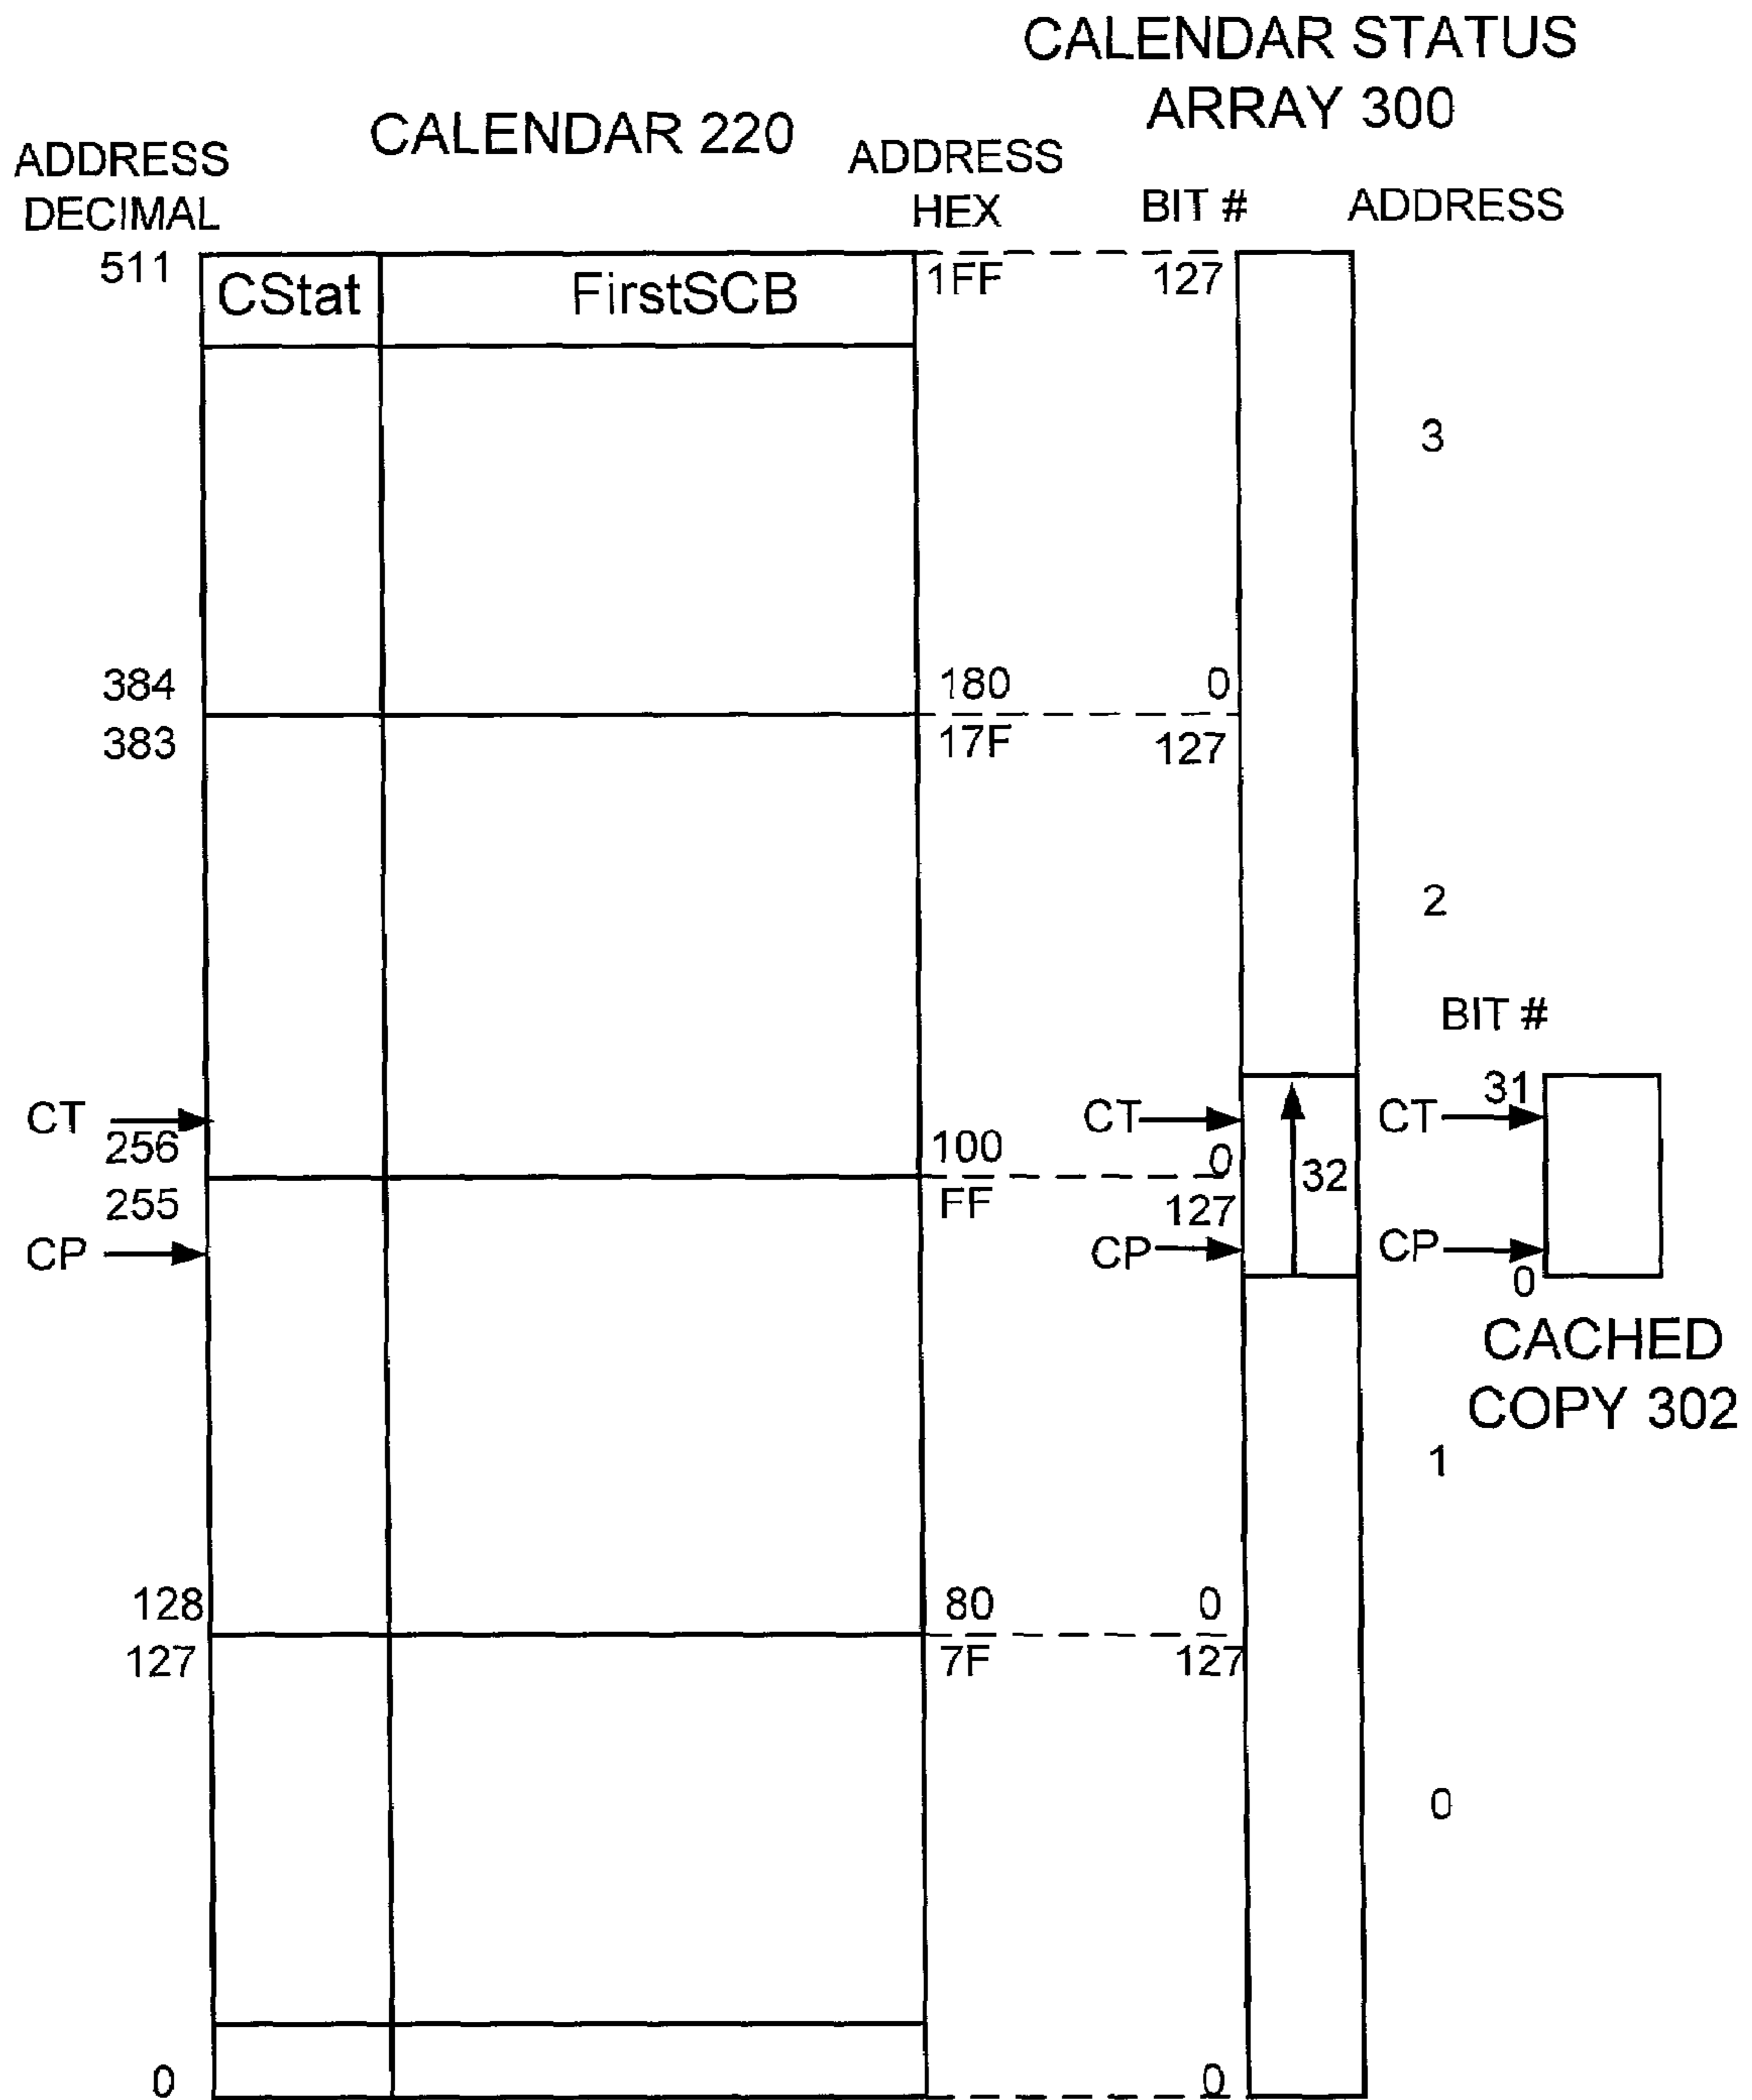 CALENDAR STATUS
ARRAY 300
CALENDAR 220
ADDRESS
DECIMAL
ADDRESS
HEX
BIT #
ADDRESS
511
CStat
FirstSCB
1FF
127
3
384
180
0
383
17F
127
2
BIT #
31
CT
CT
CT
256
100
0
32
255
FF
127
CP
CP
CP
0
CACHED
COPY 302
1
128
80
0
127
7F
127
0
0
0